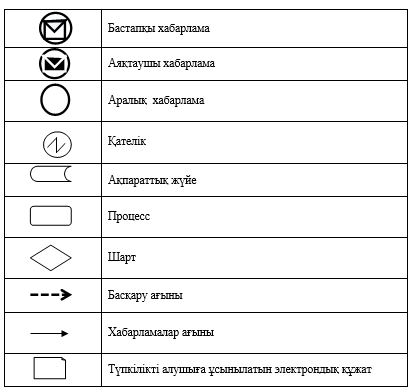 Бастапқы хабарлама
Аяқтаушы хабарлама
Аралық хабарлама
Қателік
Ақпараттық жүйе
Процесс
Шарт
Басқару ағыны
Хабарламалар ағыны
Түпкілікті алушыға ұсынылатын электрондық құжат